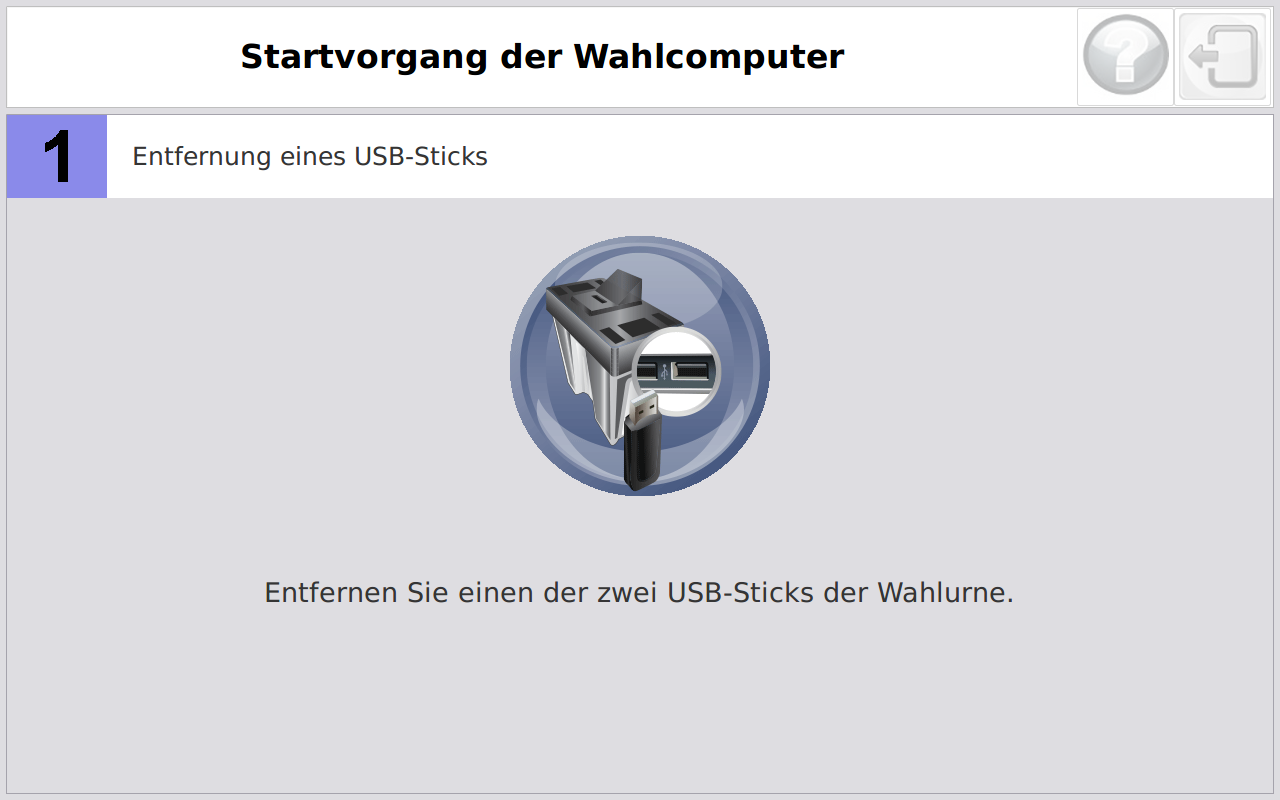 Startvorgang der Wahlcomputer
?
1
Entfernung eines USB-Sticks
Entfernen Sie einen der zwei USB-Sticks der Wahlurne.